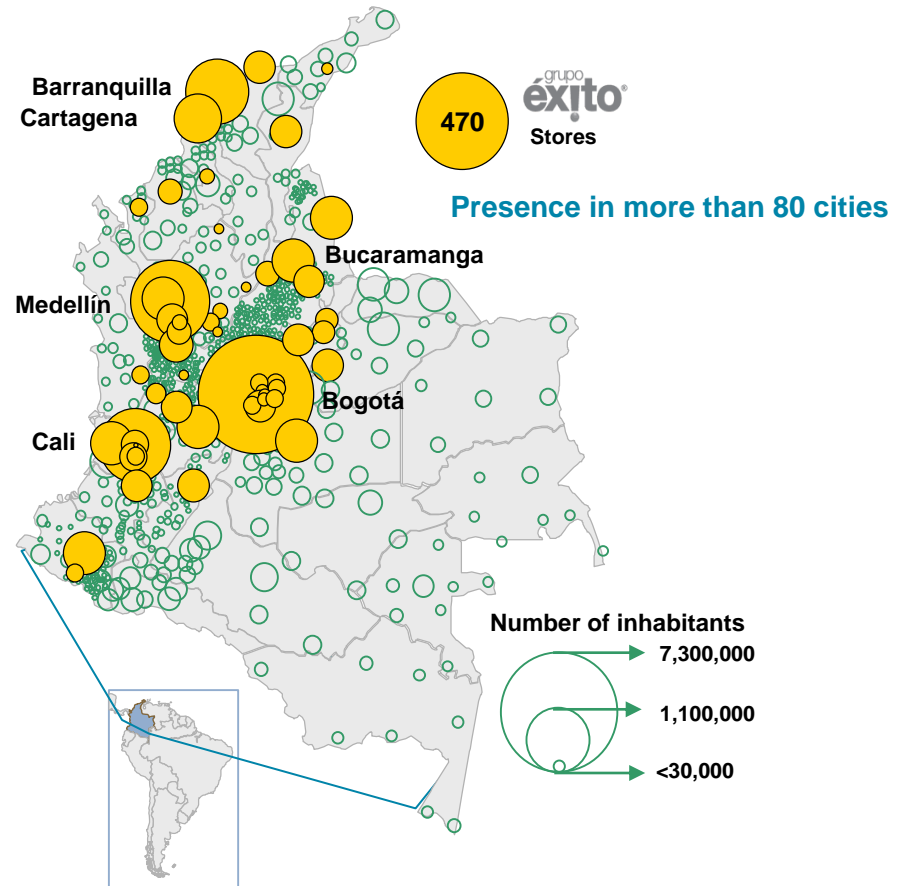 Barranquilla
Cartagena
470
grupo
éxito®
Stores
Presence in more than 80 cities
Bucaramanga
Medellín
Bogotá
Cali
Number of inhabitants
7,300,000
1,100,000
<30,000